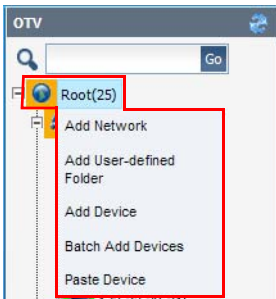 OTV
Go
Root(25)
Add Network
Add User-defined
Folder
Add Device
Batch Add Devices
Paste Device